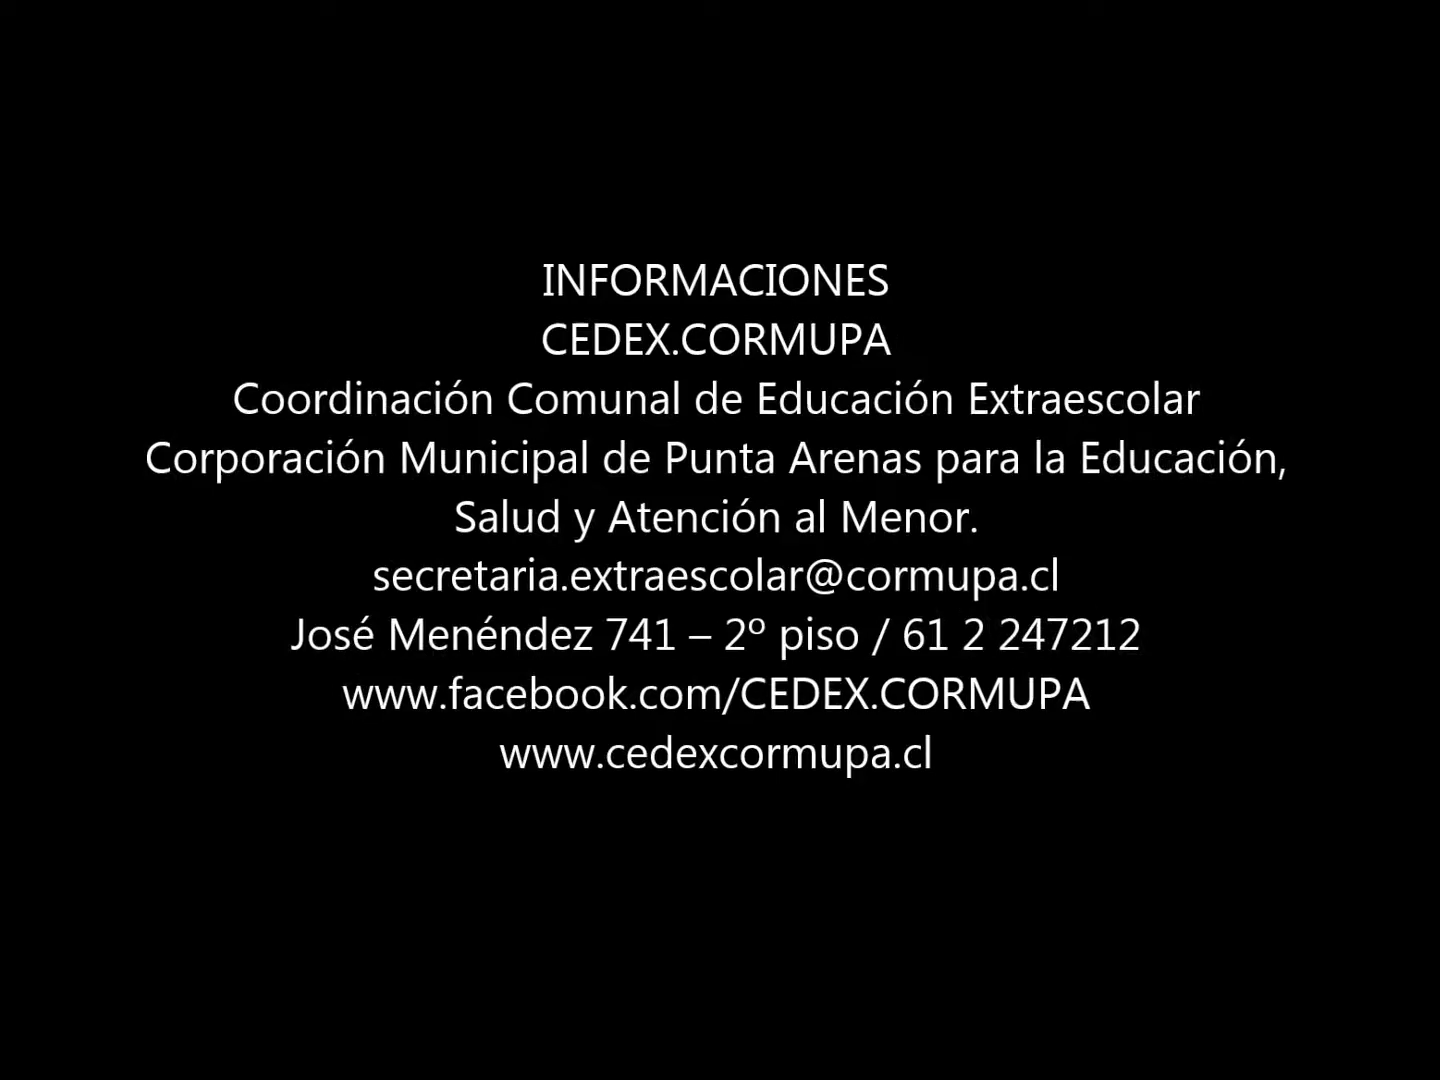 INFORMACIONES
CEDEX.CORMUPA
Coordinación Comunal de Educación Extraescolar
Corporación Municipal de Punta Arenas para la Educación,
Salud y Atención al Menor.
secretaria.extraescolar@cormupa.cl
José Menéndez 741 – 2º piso / 61 2 247212
www.facebook.com/CEDEX.CORMUPA
www.cedexcormupa.cl